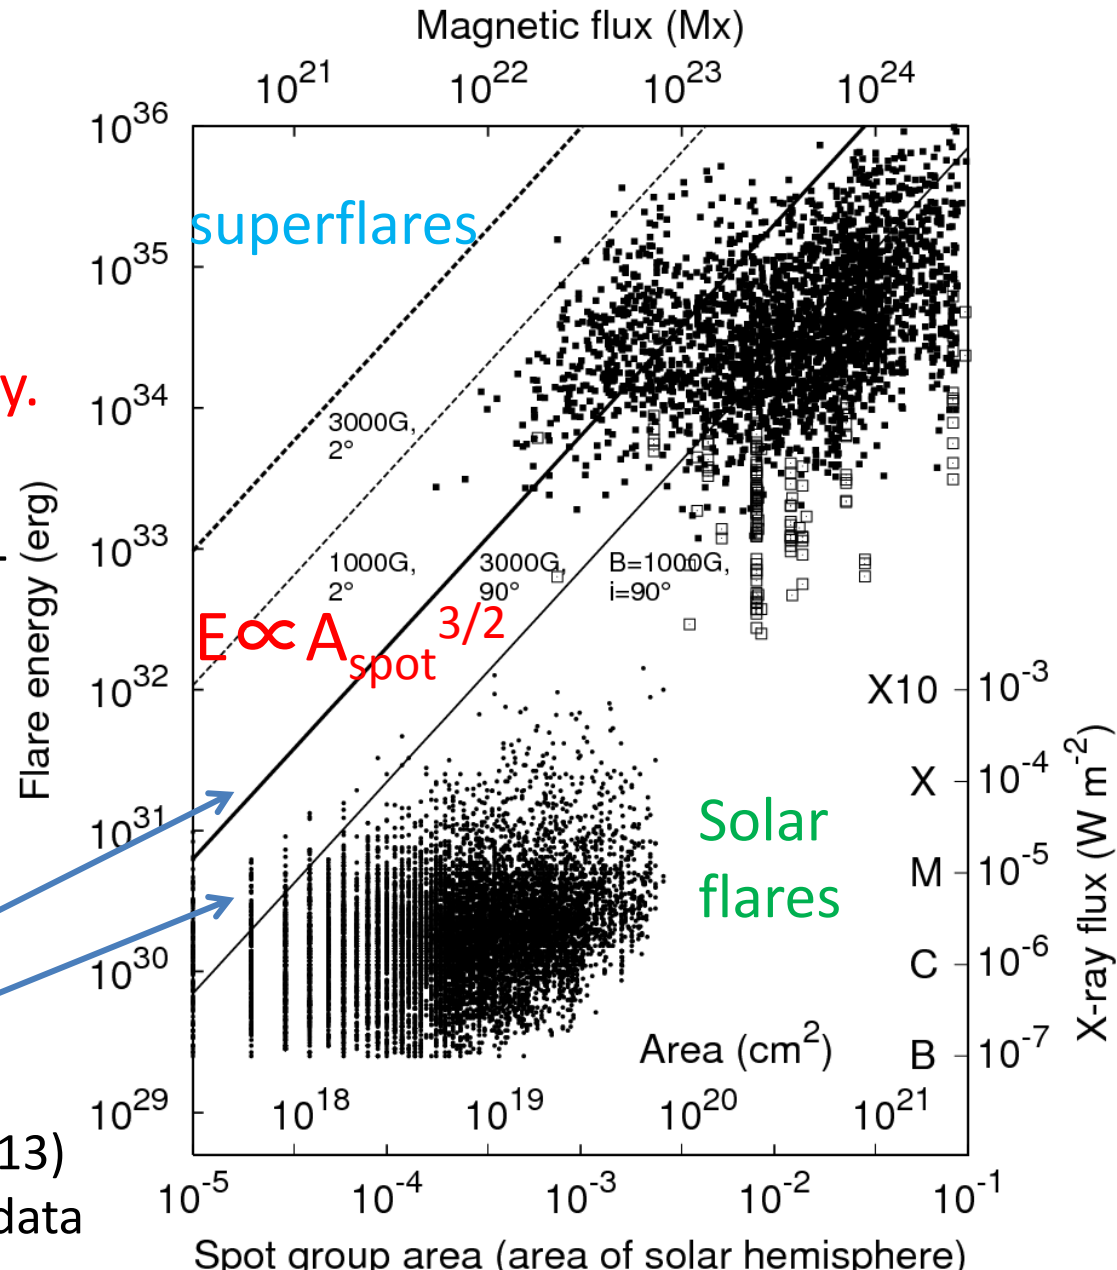 Magnetic flux (Mx)
10^21 10^22 10^23 10^24
10^36
superflares
10^35
y.
10^34
3000G,
2°
Flare energy (erg)
10^33
1000G,
2°
3000G,
90°
B=1000G,
i=90°
E∝A_spot^3/2
10^32
X10 10^-3
X 10^-4
10^31
Solar
flares
M 10^-5
X-ray flux (W m^-2)
10^30
C 10^-6
Area (cm^2)
B 10^-7
10^29
10^18 10^19 10^20 10^21
13)
10^-5 10^-4 10^-3 10^-2 10^-1
data
Spot group area (area of solar hemisphere)